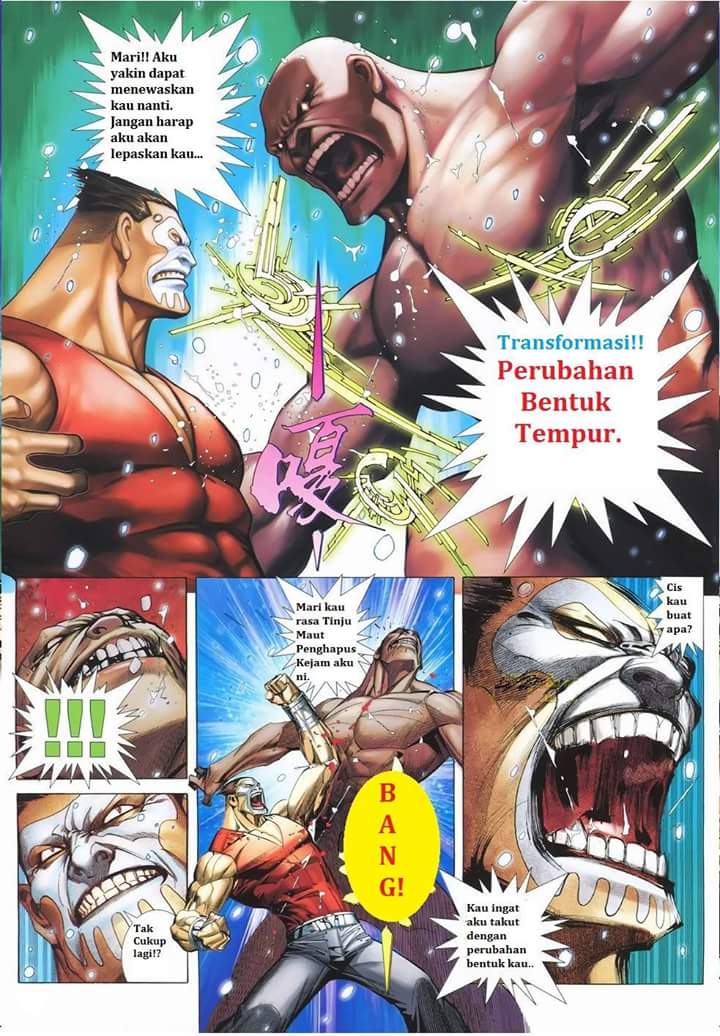 Mari!! Aku
yakin dapat
menewaskan
kau nanti.
Jangan harap
aku akan
lepaskan kau...
Transformasi!!
Perubahan
Bentuk
Tempur.
嗄
!!!
Mari kau
rasa Tinju
Maut
Penghapus
Kejam aku
ni.
Cis
kau
buat
apa?
B
A
N
G!
Tak
Cukup
lagi!?
Kau ingat
aku takut
dengan
perubahan
bentuk kau..